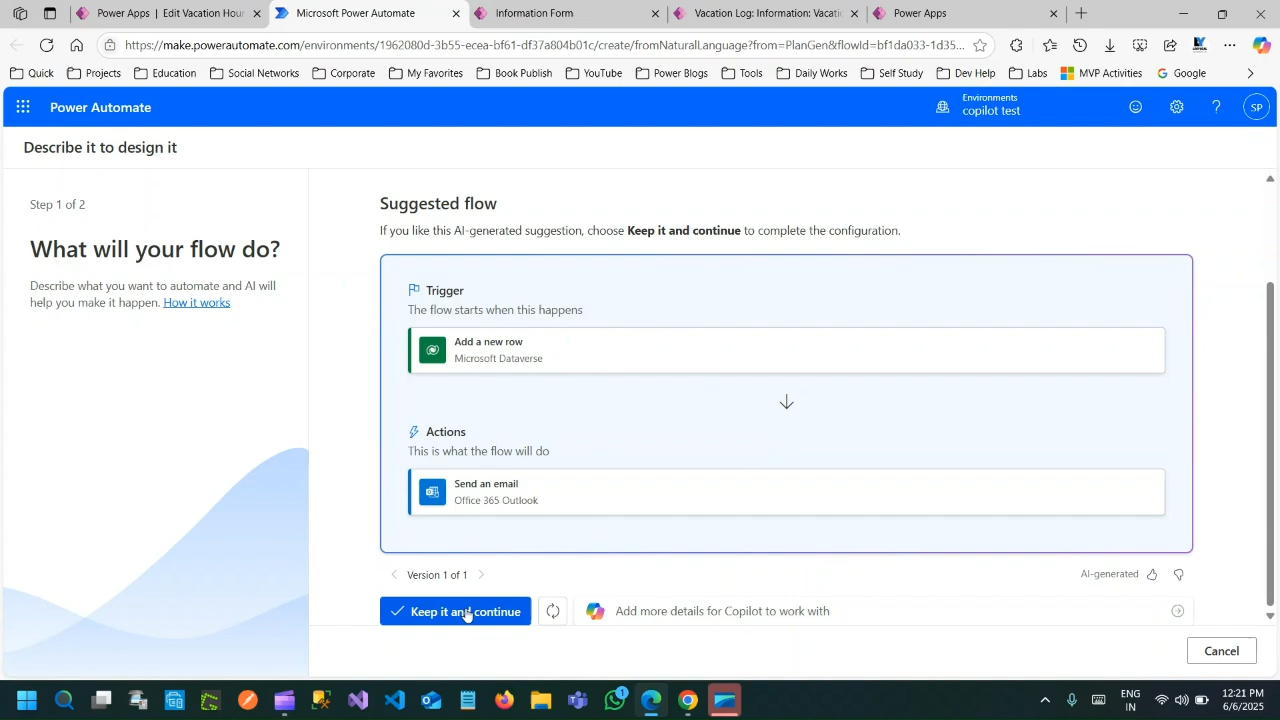 Power Apps | Edit Vacation Hour
Microsoft Power Automate
Information Form
Vacation Log: Information: Vacatio
Power Apps
https://make.powerautomate.com/environments/1962080d-3b55-ecea-bf61-df37ae04b01c/create/fromNaturalLanguage?from=PlanGen&flowId=bf1da033-1d35...
Quick
Projects
Education
Social Networks
Corporate
My Favorites
Book Publish
YouTube
Power Blogs
Tools
Daily Works
Self Study
Dev Help
Labs
MVP Activities
Google
Power Automate
Environments
copilot test
SP
Describe it to design it
Step 1 of 2
What will your flow do?
Describe what you want to automate and AI will
help you make it happen. How it works
Suggested flow
If you like this AI-generated suggestion, choose Keep it and continue to complete the configuration.
Trigger
The flow starts when this happens
Add a new row
Microsoft Dataverse
Actions
This is what the flow will do
Send an email
Office 365 Outlook
Version 1 of 1
AI-generated
Keep it and continue
Add more details for Copilot to work with
Cancel
1
ENG
IN
12:21 PM
6/6/2025